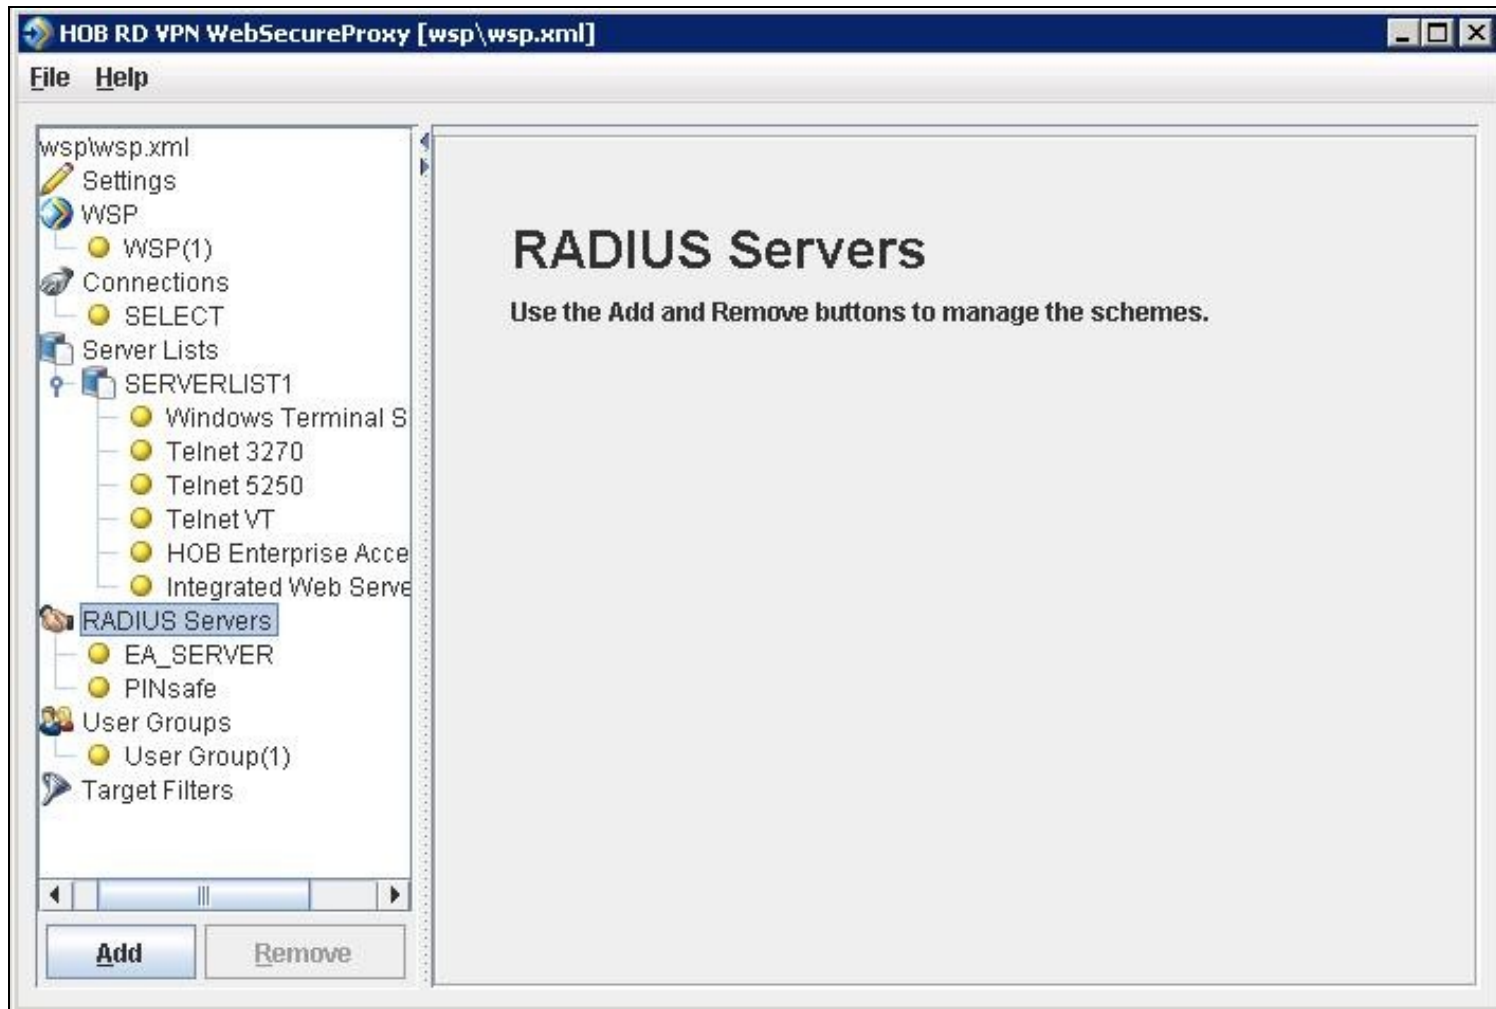 HOB RD VPN WebSecureProxy [wsp\wsp.xml]
File Help
wsp\wsp.xml
Settings
WSP
WSP(1)
Connections
SELECT
Server Lists
SERVERLIST1
Windows Terminal S
Telnet 3270
Telnet 5250
Telnet VT
HOB Enterprise Acce
Integrated Web Serve
RADIUS Servers
EA_SERVER
PINsafe
User Groups
User Group(1)
Target Filters
Add Remove
RADIUS Servers
Use the Add and Remove buttons to manage the schemes.